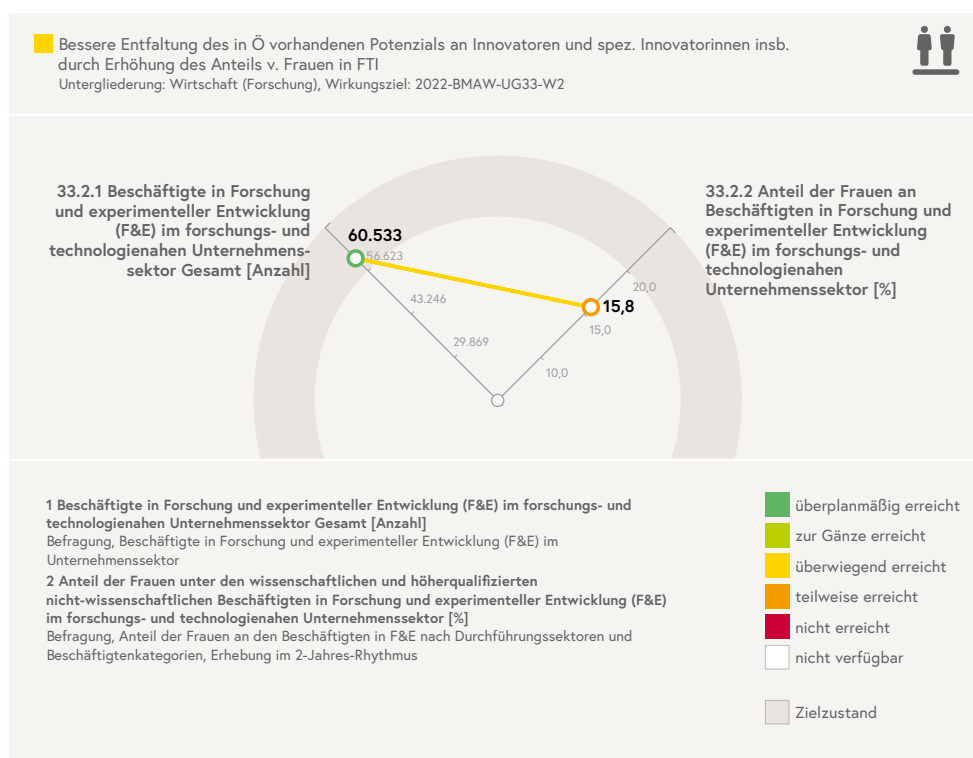 Bessere Entfaltung des in Ö vorhandenen Potenzials an Innovatoren und spez. Innovatorinnen insb.
durch Erhöhung des Anteils v. Frauen in FTI
Untergliederung: Wirtschaft (Forschung), Wirkungsziel: 2022-BMAW-UG33-W2
33.2.1 Beschäftigte in Forschung
und experimenteller Entwicklung
(F&E) im forschungs- und
technologienahen Unternehmens-
sektor Gesamt [Anzahl]
60.533
56.623
43.246
29.869
33.2.2 Anteil der Frauen an
Beschäftigten in Forschung und
experimenteller Entwicklung
(F&E) im forschungs- und
technologienahen
Unternehmenssektor [%]
20,0
15,8
15,0
10,0
1 Beschäftigte in Forschung und experimenteller Entwicklung (F&E) im forschungs- und
technologienahen Unternehmenssektor Gesamt [Anzahl]
Befragung, Beschäftigte in Forschung und experimenteller Entwicklung (F&E) im
Unternehmenssektor
2 Anteil der Frauen unter den wissenschaftlichen und höherqualifizierten
nicht-wissenschaftlichen Beschäftigten in Forschung und experimenteller Entwicklung (F&E)
im forschungs- und technologienahen Unternehmenssektor [%]
Befragung, Anteil der Frauen an den Beschäftigten in F&E nach Durchführungssektoren und
Beschäftigtenkategorien, Erhebung im 2-Jahres-Rhythmus
überplanmäßig erreicht
zur Gänze erreicht
überwiegend erreicht
teilweise erreicht
nicht erreicht
nicht verfügbar
Zielzustand